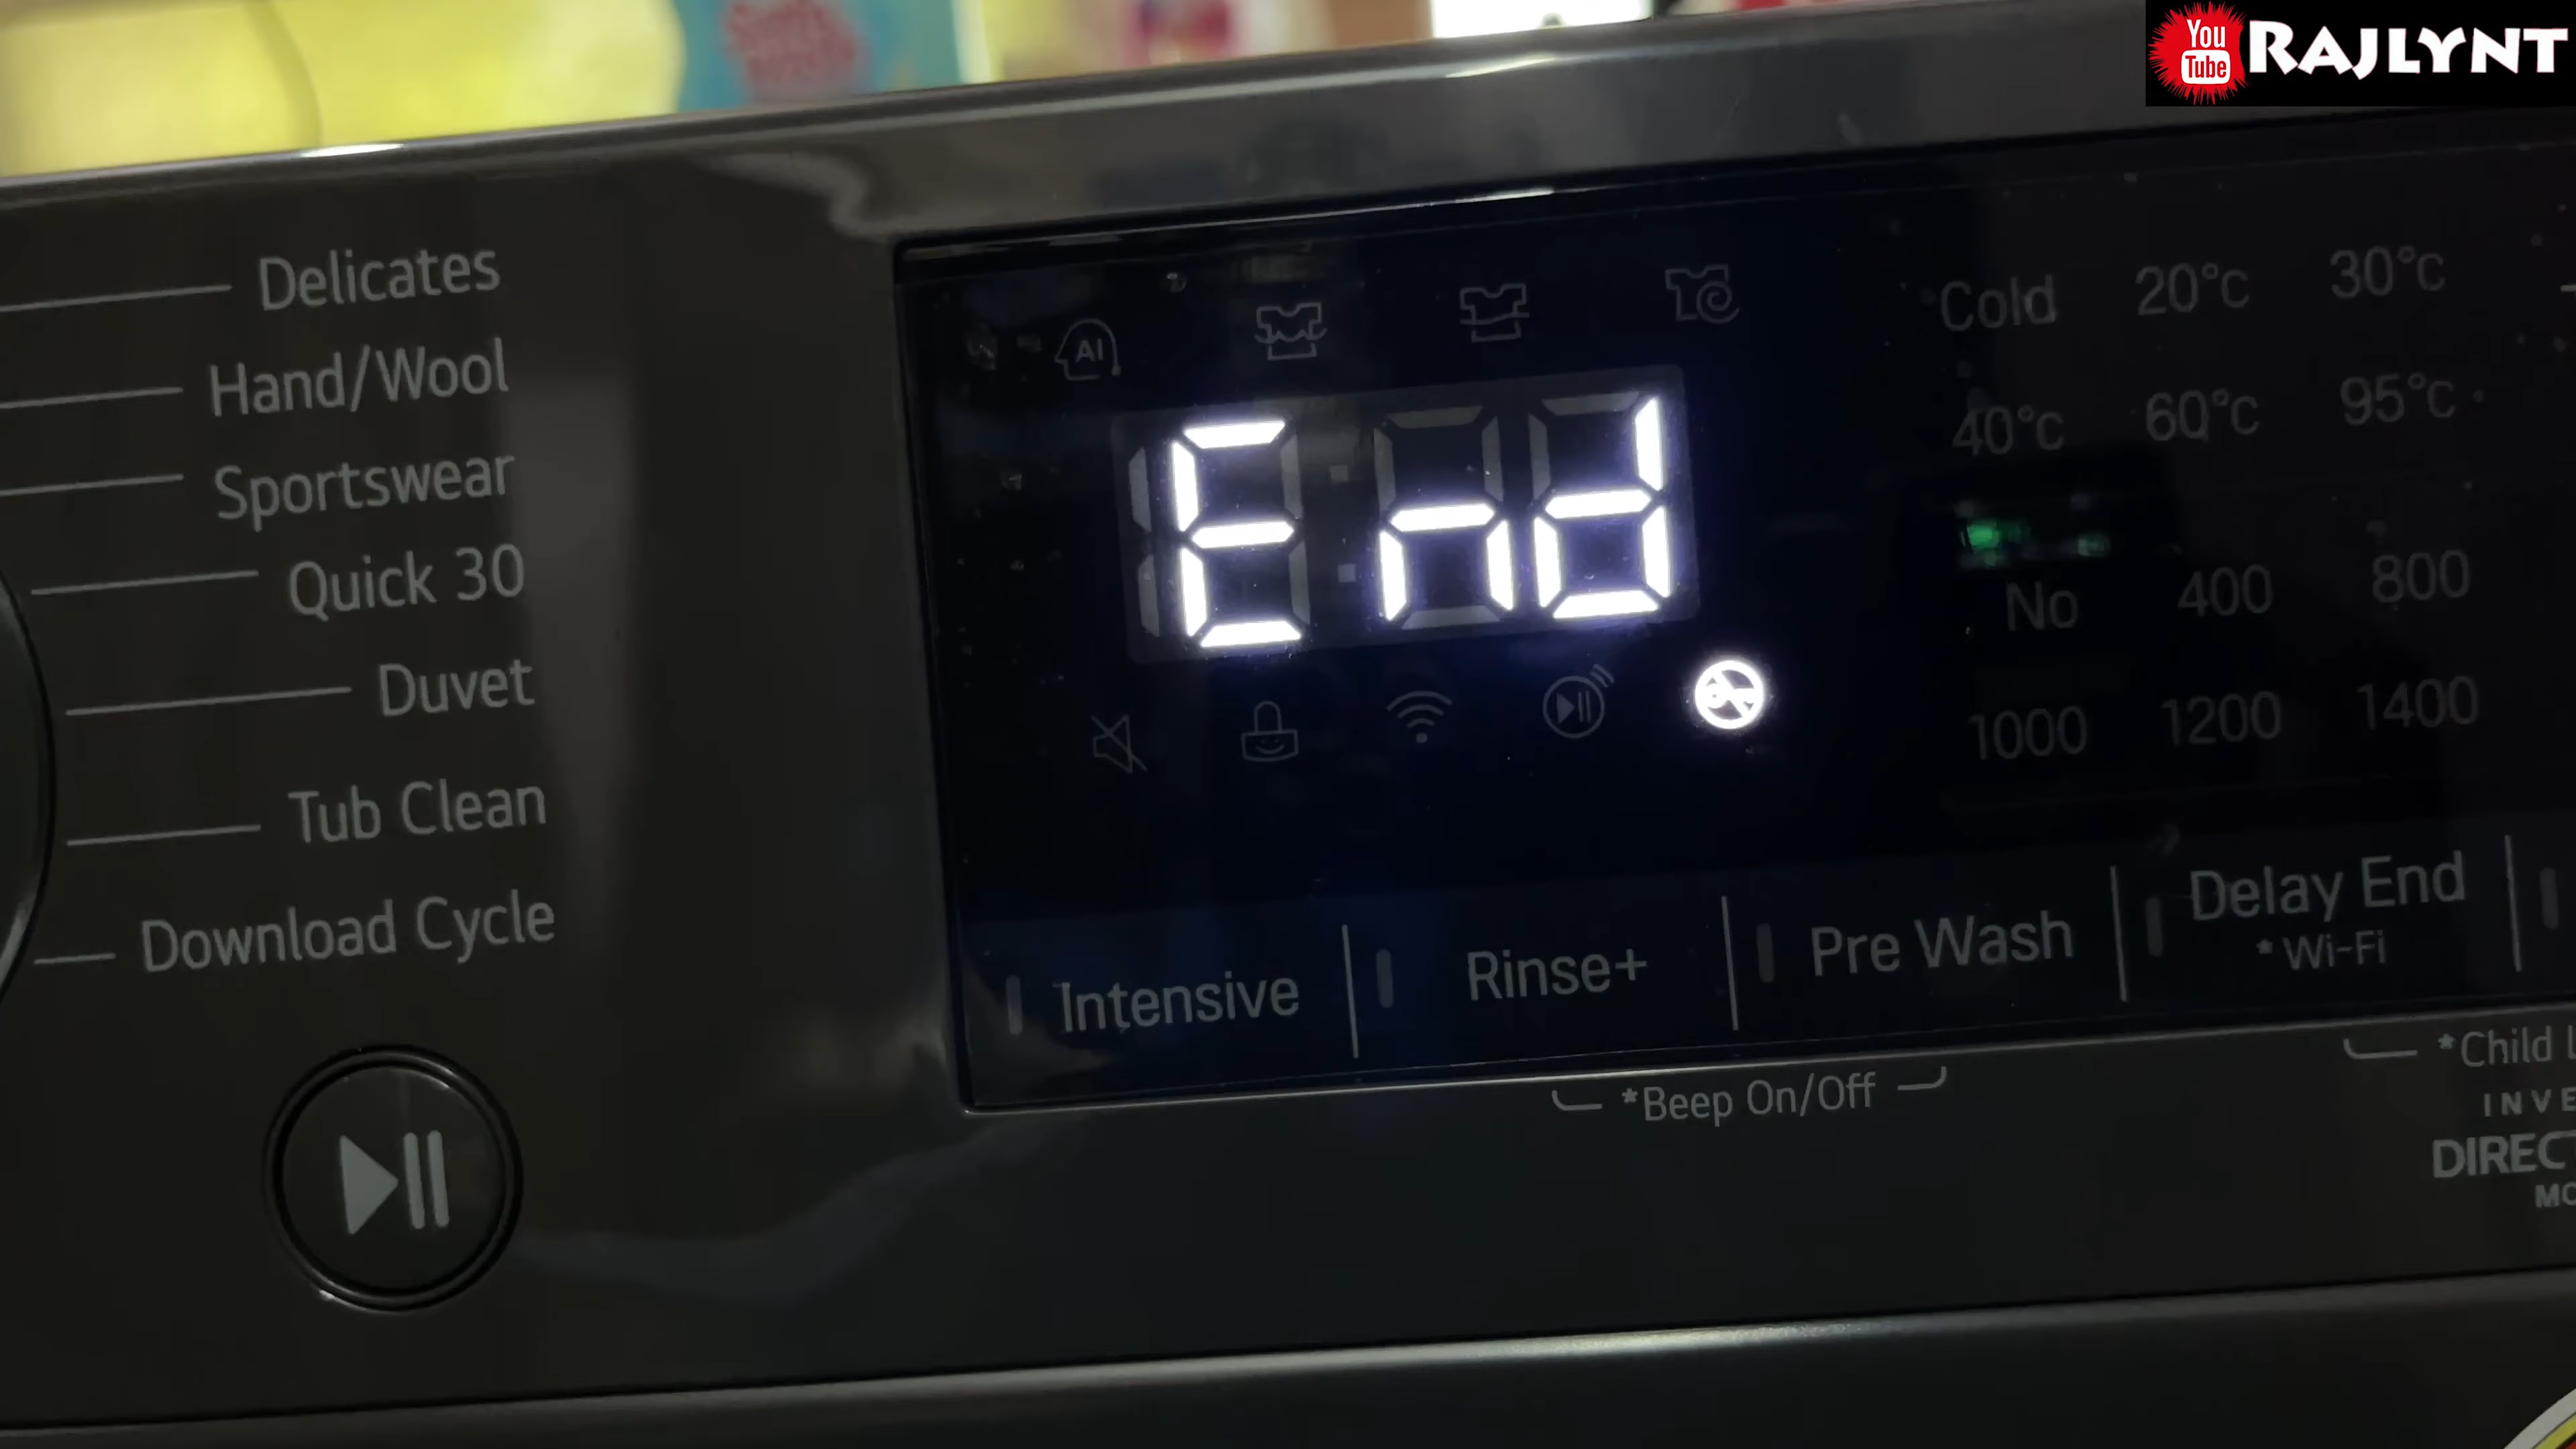 You
Tube
RAJLYNT
Delicates
Hand/Wool
Sportswear
Quick 30
Duvet
Tub Clean
Download Cycle
AI
End
Cold 20°C 30°C
40°C 60°C 95°C
No 400 800
1000 1200 1400
Intensive
Rinse+
Pre Wash
Delay End
* Wi-Fi
*Beep On/Off
*Child